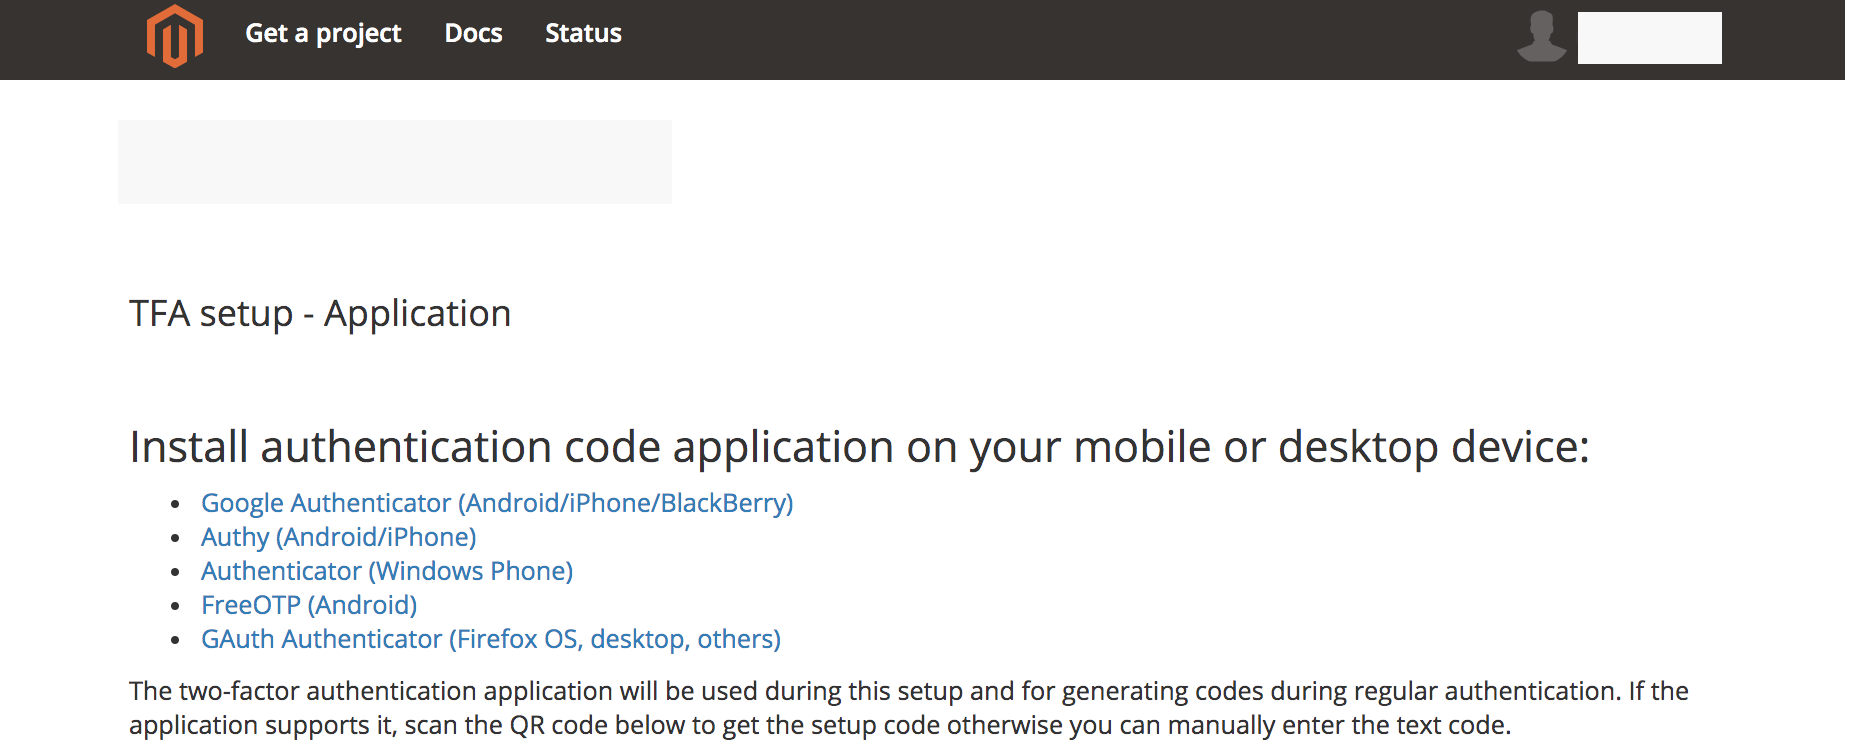 Get a project Docs Status
TFA setup - Application
Install authentication code application on your mobile or desktop device:
Google Authenticator (Android/iPhone/BlackBerry)
Authy (Android/iPhone)
Authenticator (Windows Phone)
FreeOTP (Android)
GAuth Authenticator (Firefox OS, desktop, others)
The two-factor authentication application will be used during this setup and for generating codes during regular authentication. If the
application supports it, scan the QR code below to get the setup code otherwise you can manually enter the text code.